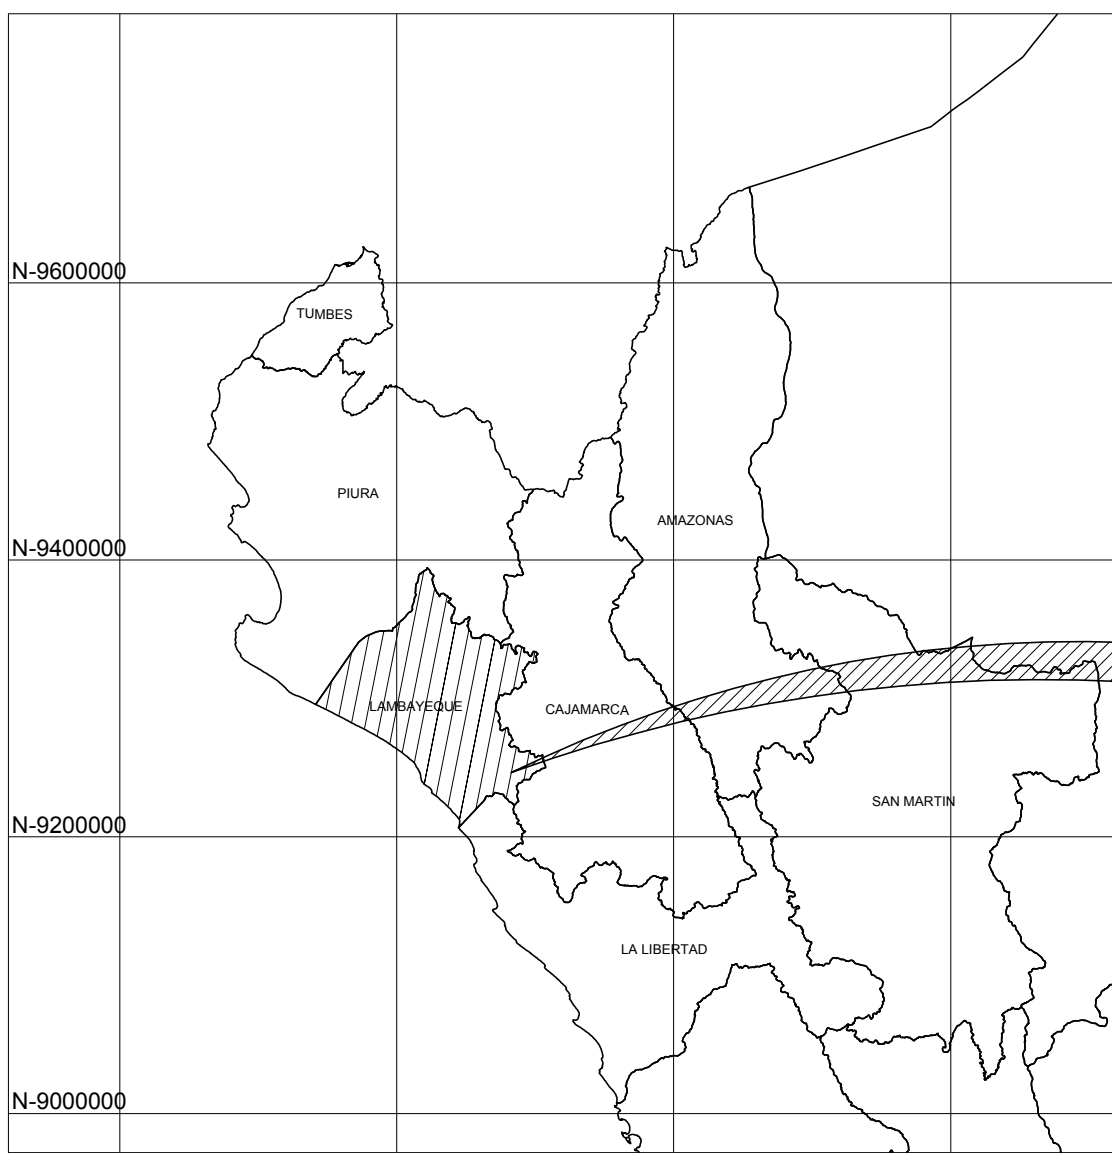 N-9600000
TUMBES
PIURA
AMAZONAS
N-9400000
LAMBAYEQUE
CAJAMARCA
SAN MARTIN
N-9200000
LA LIBERTAD
N-9000000